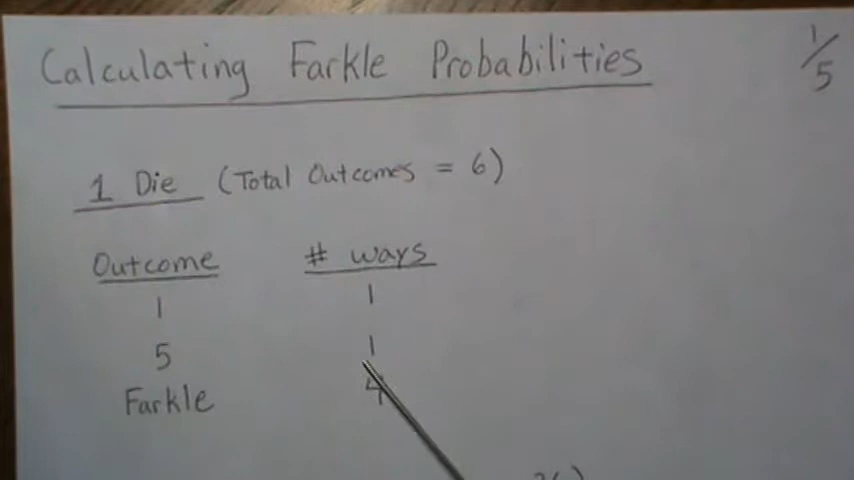 Calculating Farkle Probabilities
1/5
1 Die (Total Outcomes = 6)
Outcome # ways
1 1
5 1
Farkle 4